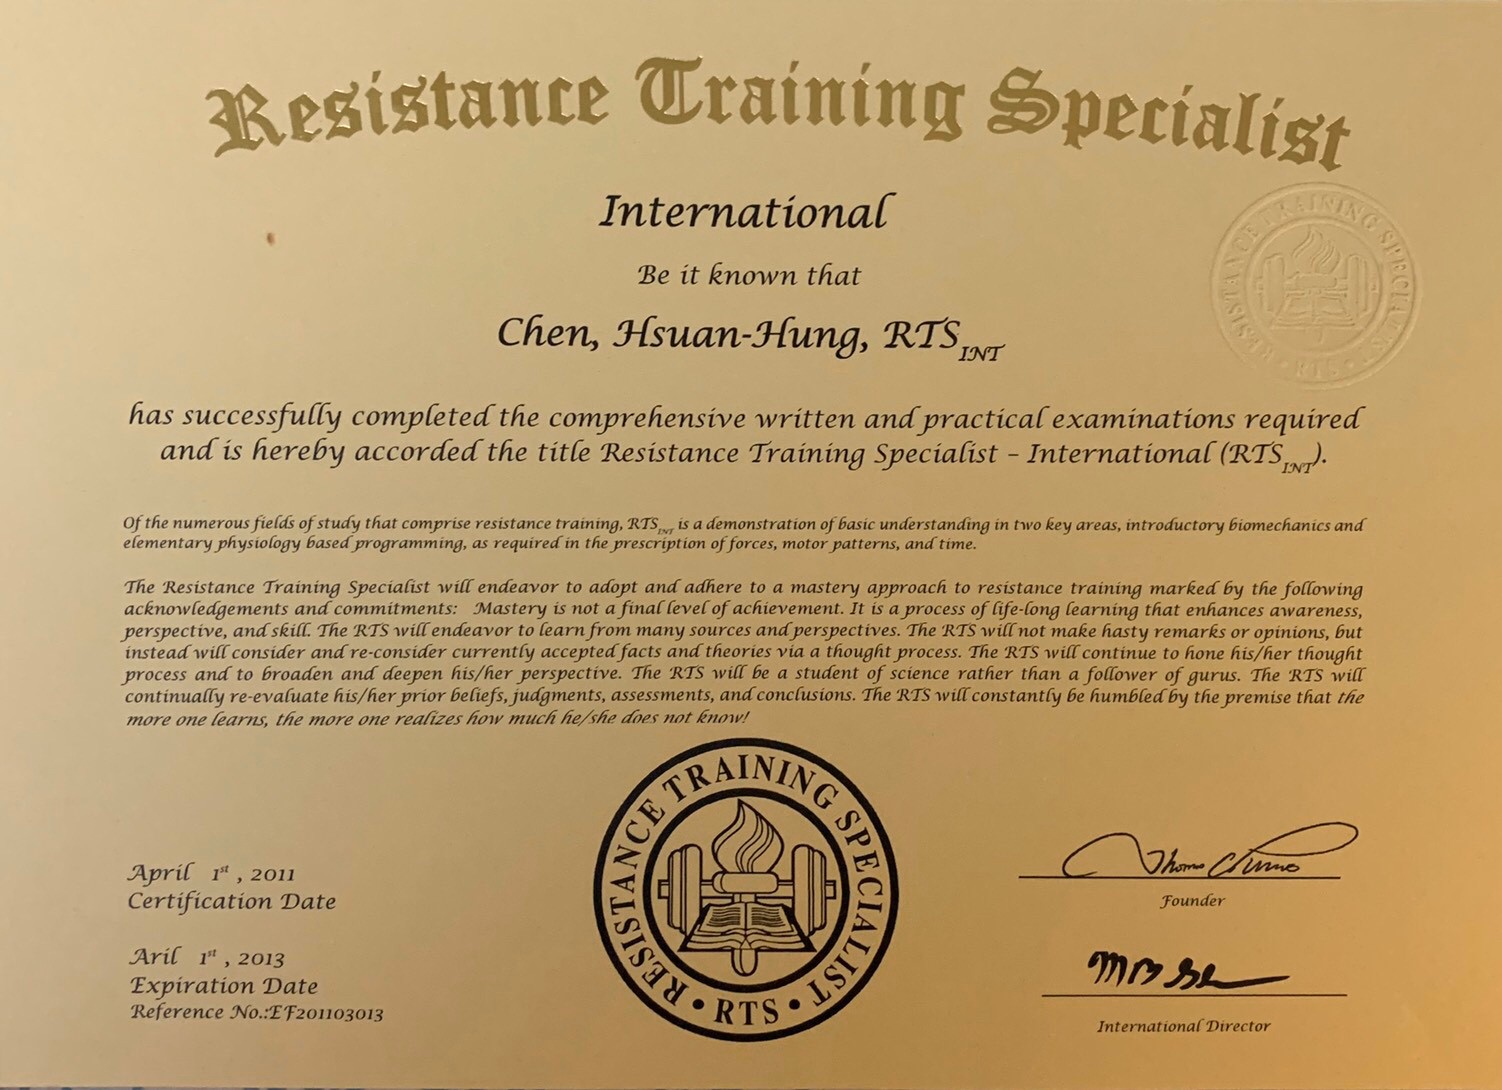 Resistance Training Specialist
International
RESISTANCE TRAINING SPECIALIST
• RTS •
Be it known that
Chen, Hsuan-Hung, RTS INT
has successfully completed the comprehensive written and practical examinations required
and is hereby accorded the title Resistance Training Specialist – International (RTS INT).
Of the numerous fields of study that comprise resistance training, RTS INT is a demonstration of basic understanding in two key areas, introductory biomechanics and
elementary physiology based programming, as required in the prescription of forces, motor patterns, and time.
The Resistance Training Specialist will endeavor to adopt and adhere to a mastery approach to resistance training marked by the following
acknowledgements and commitments: Mastery is not a final level of achievement. It is a process of life-long learning that enhances awareness,
perspective, and skill. The RTS will endeavor to learn from many sources and perspectives. The RTS will not make hasty remarks or opinions, but
instead will consider and re-consider currently accepted facts and theories via a thought process. The RTS will continue to hone his/her thought
process and to broaden and deepen his/her perspective. The RTS will be a student of science rather than a follower of gurus. The RTS will
continually re-evaluate his/her prior beliefs, judgments, assessments, and conclusions. The RTS will constantly be humbled by the premise that the
more one learns, the more one realizes how much he/she does not know!
RESISTANCE TRAINING SPECIALIST
• RTS •
April 1st , 2011
Certification Date
Aril 1st , 2013
Expiration Date
Reference No.:EF201103013
Founder
International Director